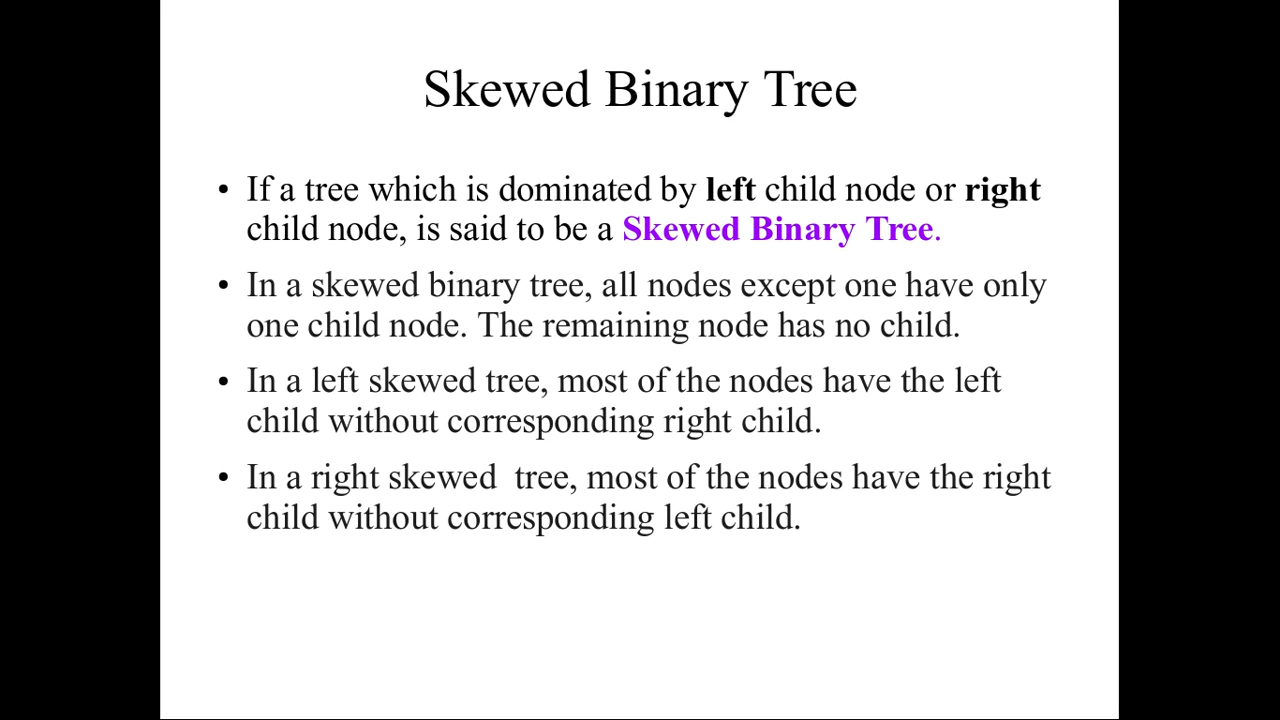 Skewed Binary Tree
• If a tree which is dominated by left child node or right
child node, is said to be a Skewed Binary Tree.
• In a skewed binary tree, all nodes except one have only
one child node. The remaining node has no child.
• In a left skewed tree, most of the nodes have the left
child without corresponding right child.
• In a right skewed  tree, most of the nodes have the right
child without corresponding left child.